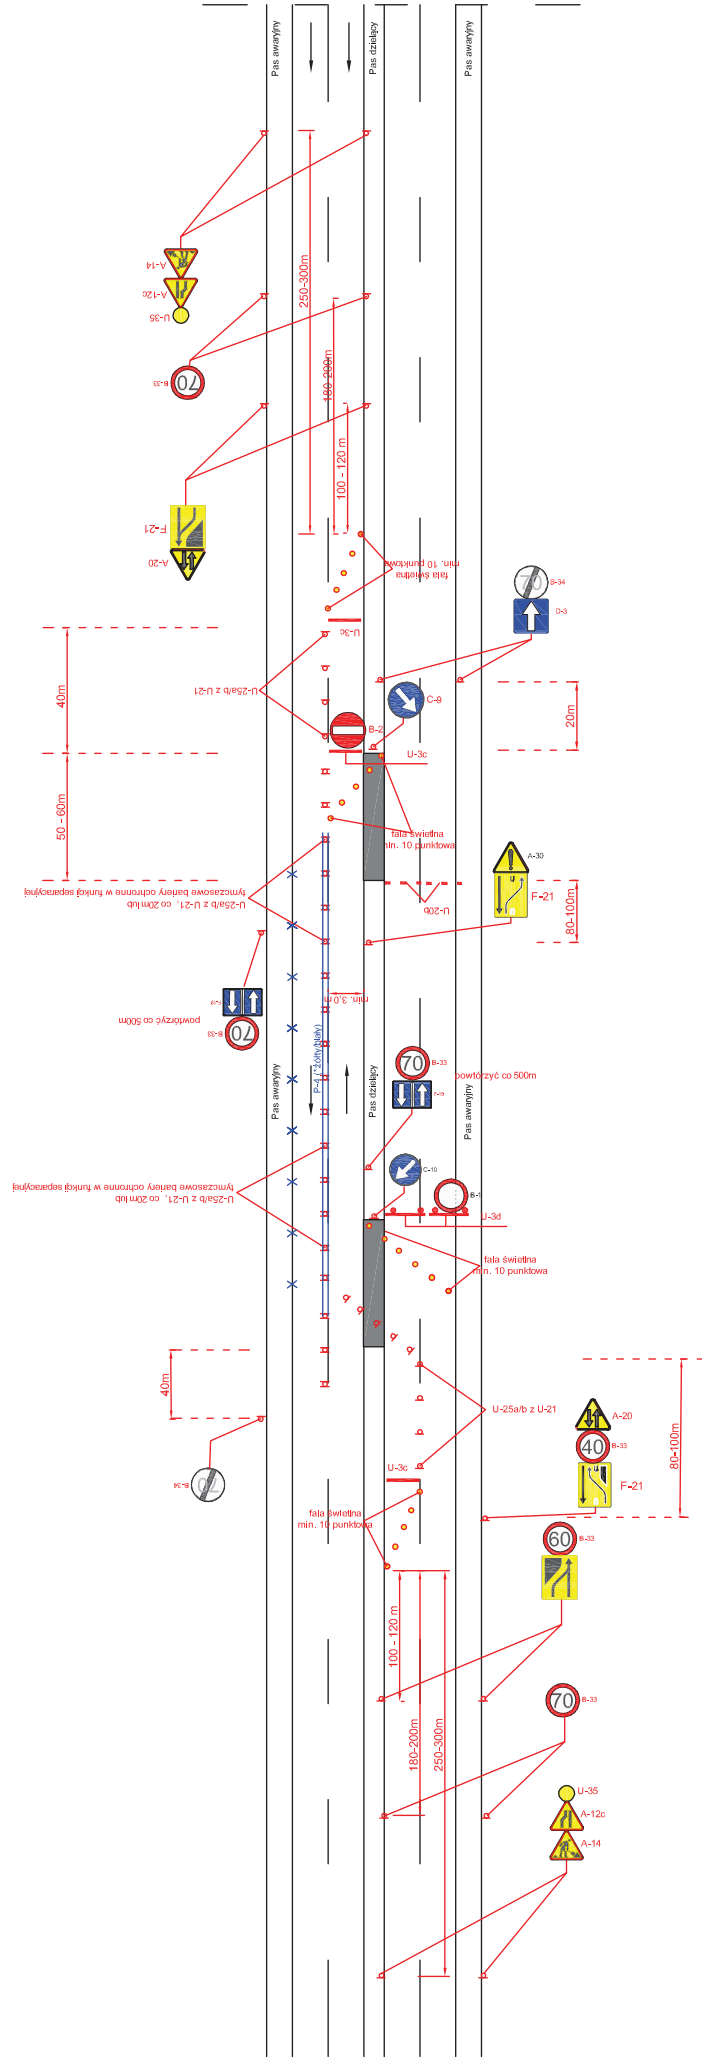 Pas awaryjny
Pas dzielący
Pas awaryjny
250-300m
A-14
A-12c
U-35
180-200m
70
B-33
100 - 120 m
F-21
A-20
fala świetlna
min. 10 punktowa
70
B-34
D-3
U-3c
40m
U-25a/b z U-21
C-9
20m
B-2
U-3c
50 - 60m
fala świetlna
min. 10 punktowa
A-30
F-21
U-20b
80-100m
U-25a/b z U-21, co 20m lub
tymczasowe bariery ochronne w funkcji separacyjnej
min. 3,0 m
F-19
70
B-33
powtórzyć co 500m
P-4 (*żółty/biały)
70
B-33
powtórzyć co 500m
F-19
Pas awaryjny
Pas dzielący
Pas awaryjny
C-10
B-1
U-3d
U-25a/b z U-21, co 20m lub
tymczasowe bariery ochronne w funkcji separacyjnej
fala świetlna
min. 10 punktowa
40m
U-25a/b z U-21
A-20
40
B-33
F-21
80-100m
70
B-34
U-3c
fala świetlna
min. 10 punktowa
60
B-33
100 - 120 m
180-200m
250-300m
70
B-33
U-35
A-12c
A-14